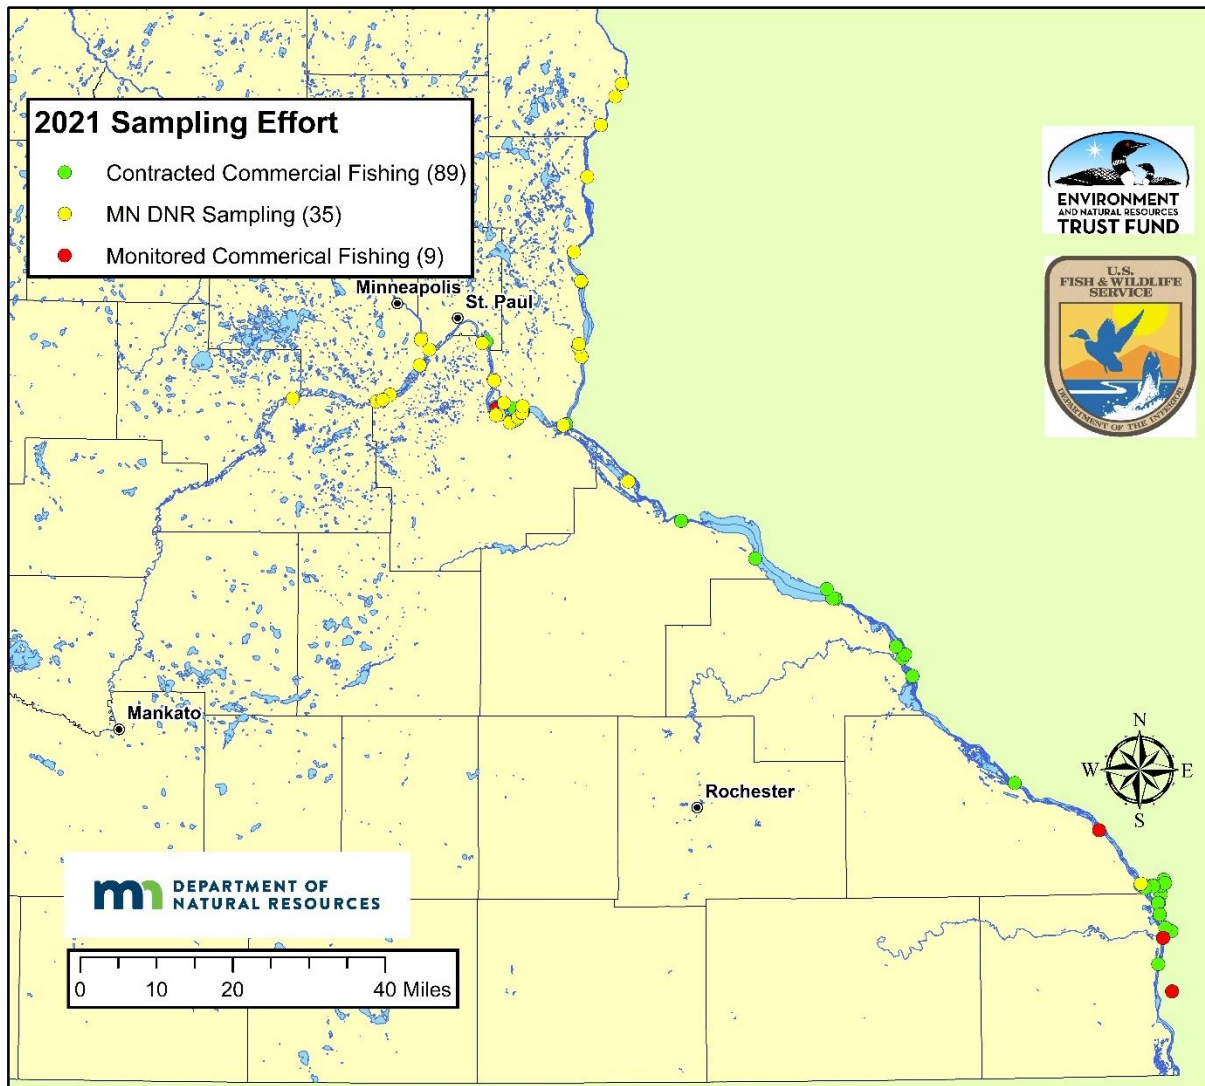 2021 Sampling Effort
Contracted Commercial Fishing (89)
MN DNR Sampling (35)
Monitored Commerical Fishing (9)
ENVIRONMENT
AND NATURAL RESOURCES
TRUST FUND
U.S.
FISH & WILDLIFE
SERVICE
DEPARTMENT OF THE INTERIOR
Minneapolis
St. Paul
Mankato
Rochester
N
W E
S
mn DEPARTMENT OF
NATURAL RESOURCES
0 10 20 40 Miles